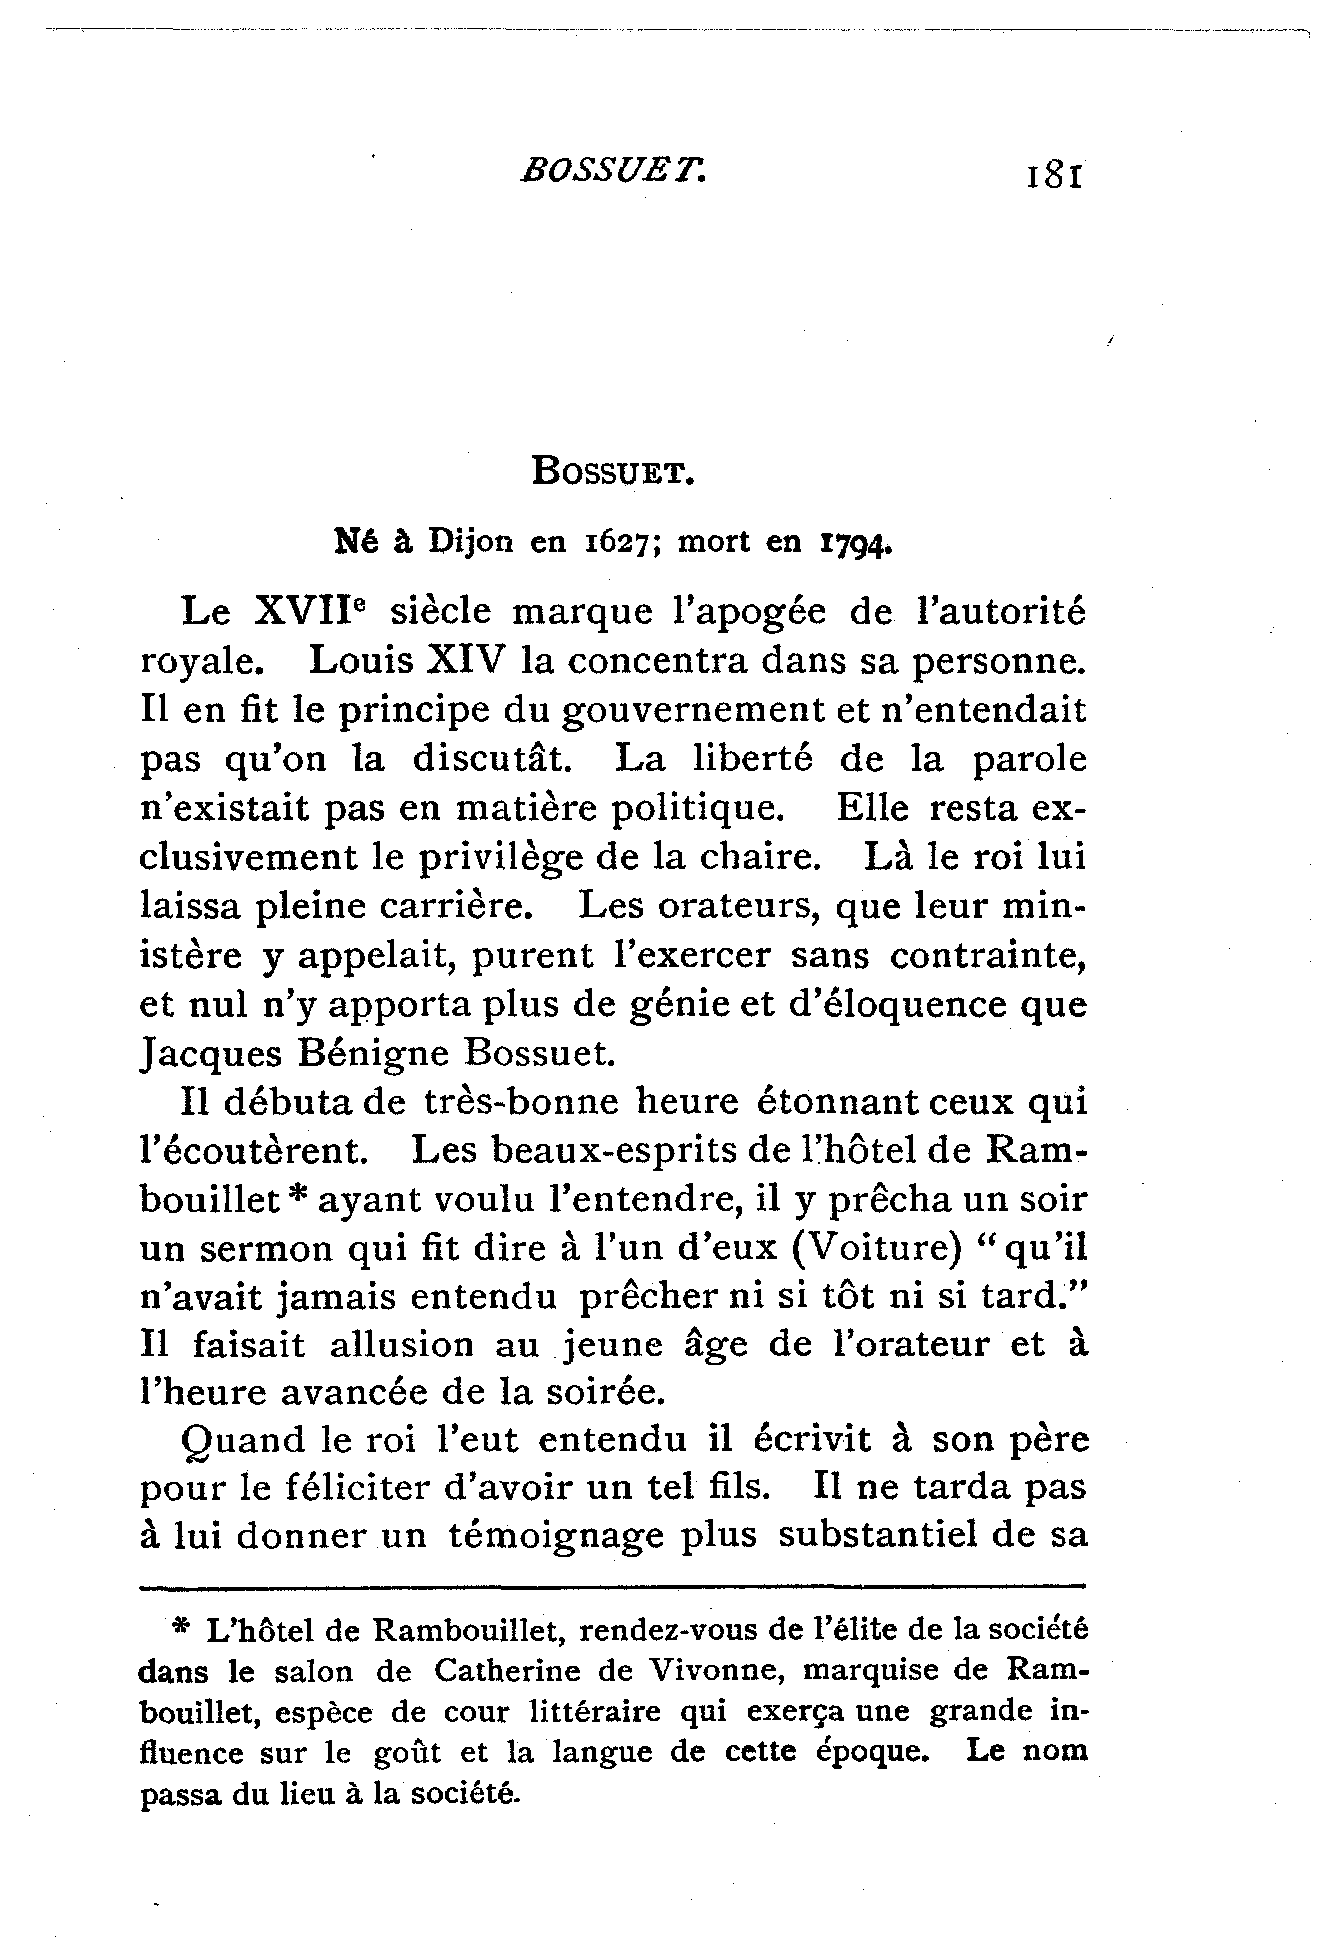 BOSSUET. 181
BOSSUET.
Né à Dijon en 1627; mort en 1794.
Le XVIIe siècle marque l'apogée de l'autorité
royale. Louis XIV la concentra dans sa personne.
Il en fit le principe du gouvernement et n'entendait
pas qu'on la discutât. La liberté de la parole
n'existait pas en matière politique. Elle resta ex-
clusivement le privilège de la chaire. Là le roi lui
laissa pleine carrière. Les orateurs, que leur min-
istère y appelait, purent l'exercer sans contrainte,
et nul n'y apporta plus de génie et d'éloquence que
Jacques Bénigne Bossuet.
Il débuta de très-bonne heure étonnant ceux qui
l'écoutèrent. Les beaux-esprits de l'hôtel de Ram-
bouillet * ayant voulu l'entendre, il y prêcha un soir
un sermon qui fit dire à l'un d'eux (Voiture) “qu'il
n'avait jamais entendu prêcher ni si tôt ni si tard.”
Il faisait allusion au jeune âge de l'orateur et à
l'heure avancée de la soirée.
Quand le roi l'eut entendu il écrivit à son père
pour le féliciter d'avoir un tel fils. Il ne tarda pas
à lui donner un témoignage plus substantiel de sa
* L'hôtel de Rambouillet, rendez-vous de l'élite de la société
dans le salon de Catherine de Vivonne, marquise de Ram-
bouillet, espèce de cour littéraire qui exerça une grande in-
fluence sur le goût et la langue de cette époque. Le nom
passa du lieu à la société.